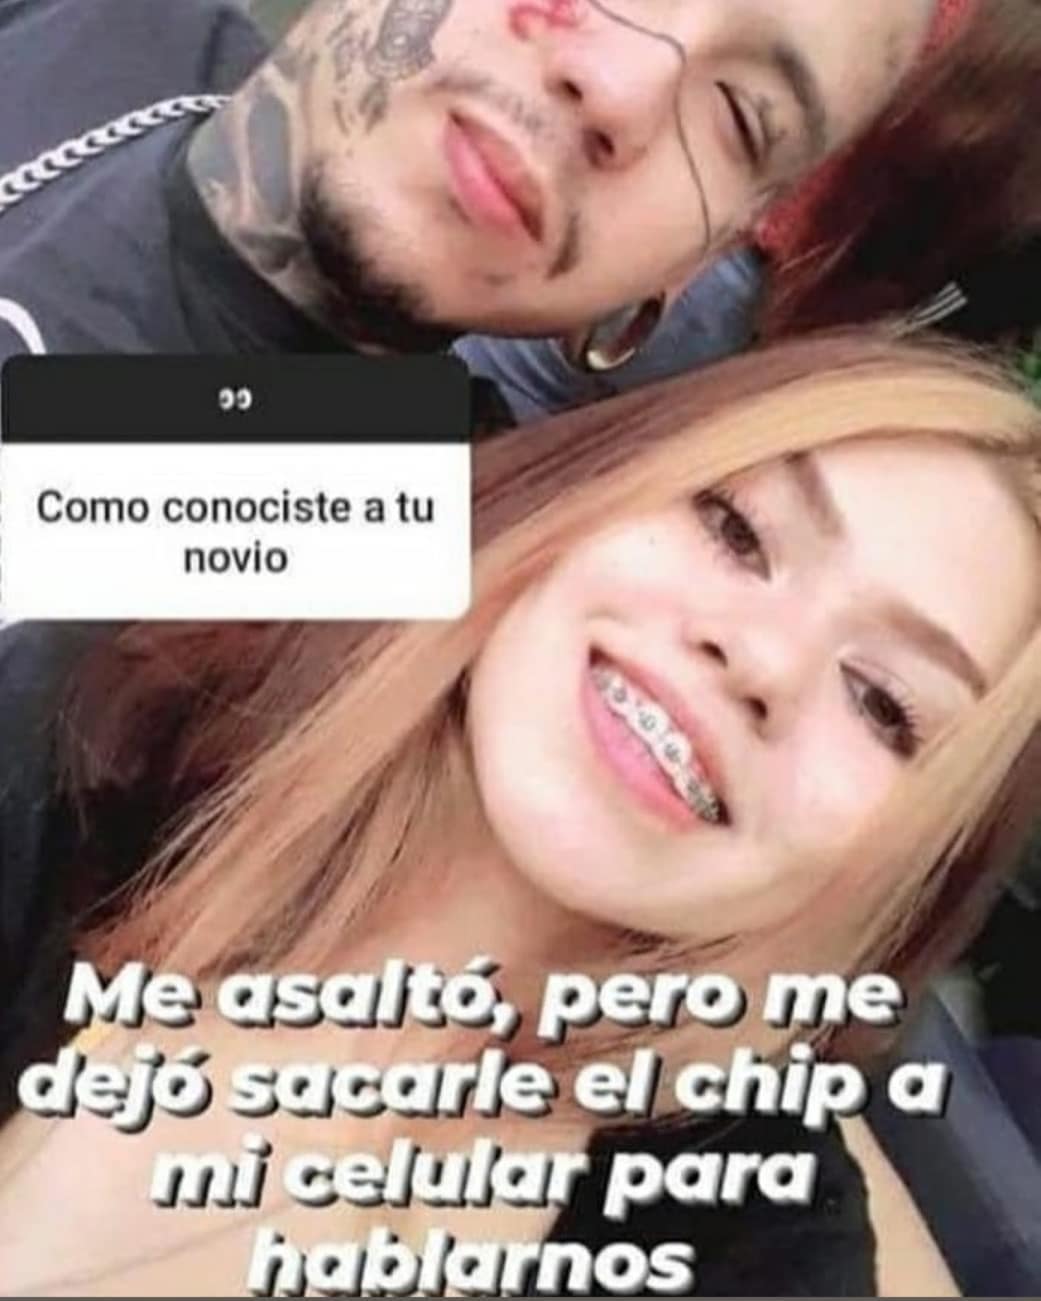 Como conociste a tu
novio
Me asaltó, pero me
dejó sacarle el chip a
mi celular para
hablarnos